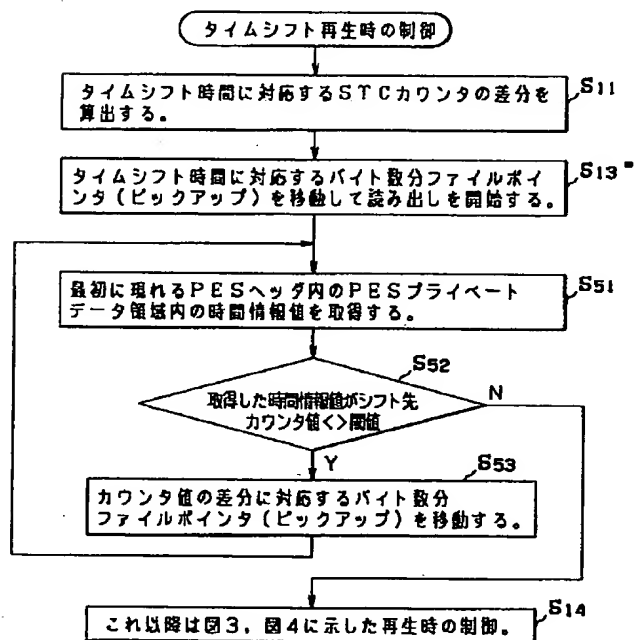 タイムシフト再生時の制御
S11
タイムシフト時間に対応するSTCカウンタの差分を
算出する。
S13"
タイムシフト時間に対応するバイト数分ファイルポイ
ンタ(ピックアップ)を移動して読み出しを開始する。
S51
最初に現れるPESヘッダ内のPESプライベート
データ領域内の時間情報値を取得する。
S52
取得した時間情報値がシフト先
カウンタ値<>閾値
N
Y
S53
カウンタ値の差分に対応するバイト数分
ファイルポインタ(ピックアップ)を移動する。
S14
これ以降は図3,図4に示した再生時の制御。